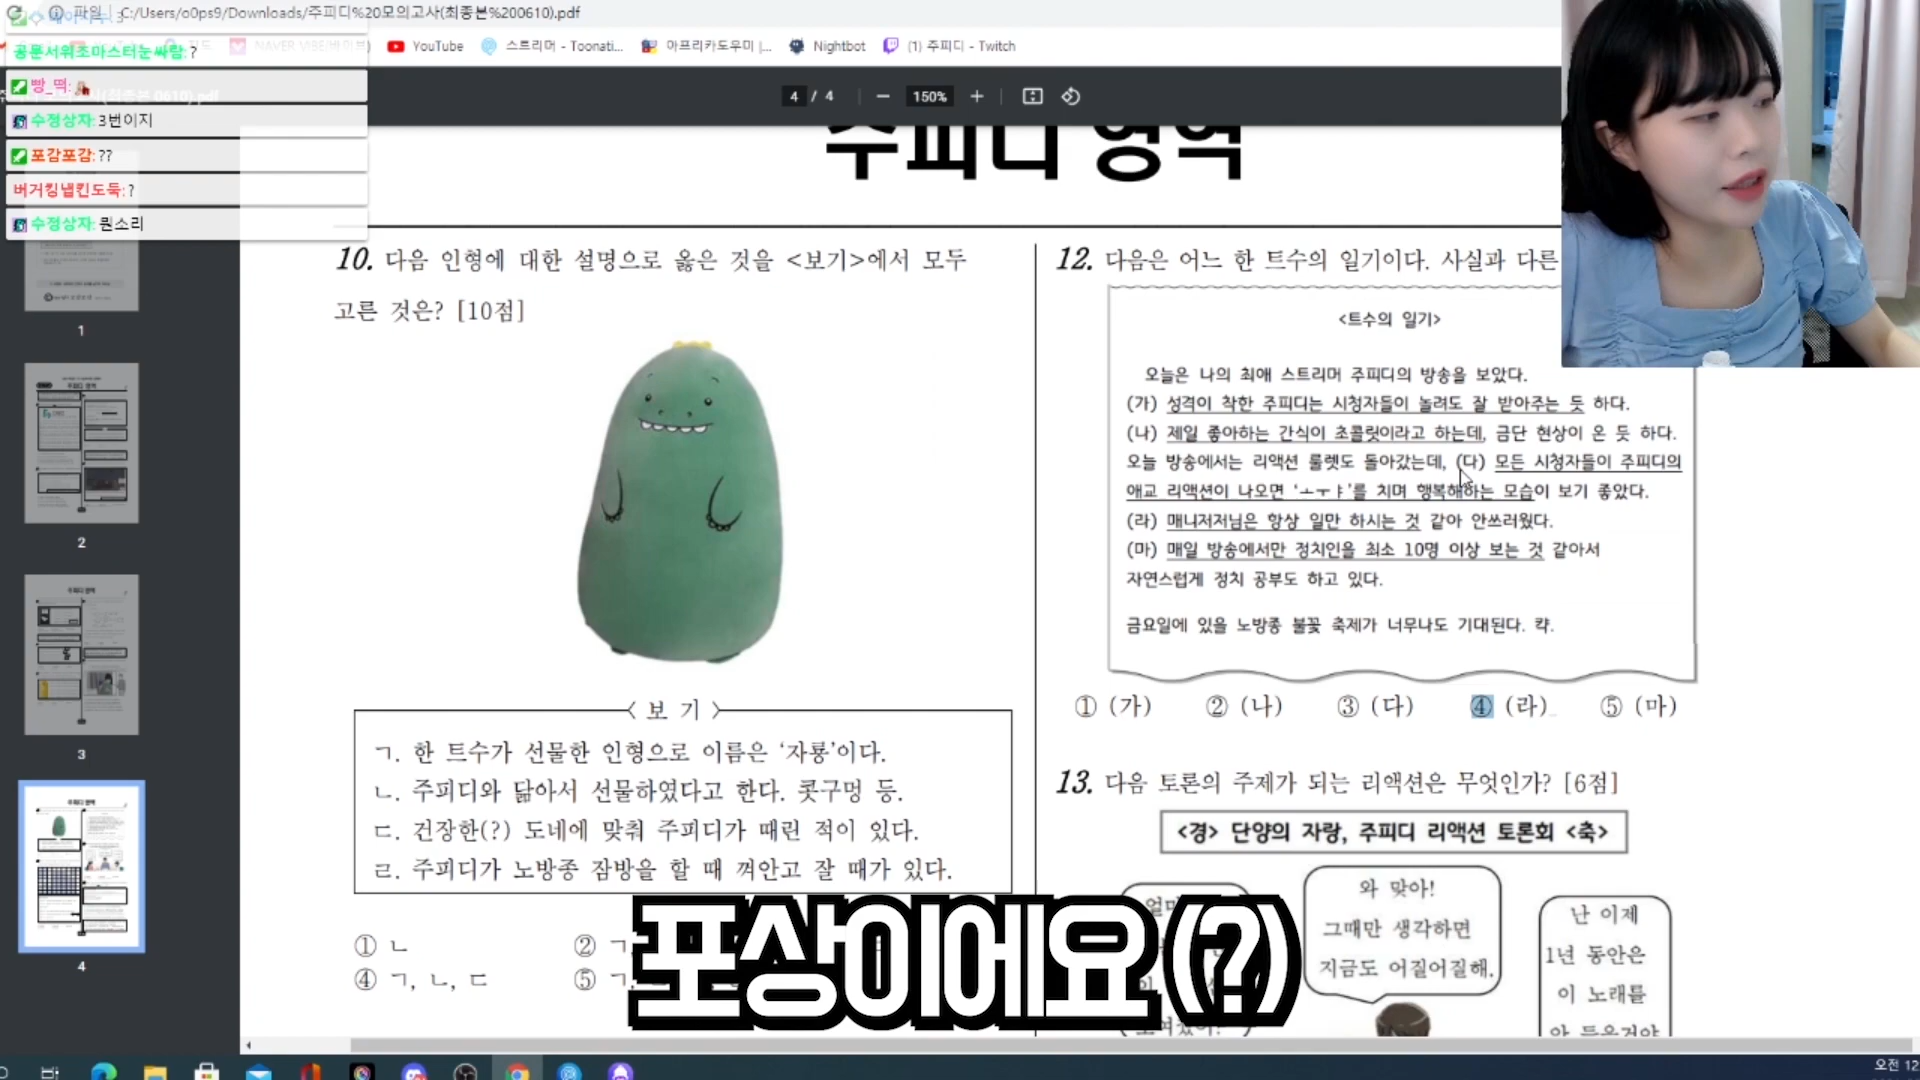 파일 | C:/Users/o0ps9/Downloads/주피디%20모의고사(최종본%200610).pdf
NAVER VIBE(바이브) YouTube 스트리머 - Toonati... 아프리카도우미 |... Nightbot (1) 주피디 - Twitch
공문서위조마스터눈싸람: ?
빵_떡:
수정상자: 3번이지
포감포감: ??
버거킹냅킨도둑: ?
수정상자: 뭔소리
4 / 4 150%
주피디 영역
1
2
3
4
10. 다음 인형에 대한 설명으로 옳은 것을 <보기>에서 모두
고른 것은? [10점]
< 보 기 >
ㄱ. 한 트수가 선물한 인형으로 이름은 '자룡'이다.
ㄴ. 주피디와 닮아서 선물하였다고 한다. 콧구멍 등.
ㄷ. 건장한(?) 도네에 맞춰 주피디가 때린 적이 있다.
ㄹ. 주피디가 노방종 잠방을 할 때 껴안고 잘 때가 있다.
① ㄴ ② ㄱ
④ ㄱ, ㄴ, ㄷ ⑤ ㄱ,
12. 다음은 어느 한 트수의 일기이다. 사실과 다른
<트수의 일기>
오늘은 나의 최애 스트리머 주피디의 방송을 보았다.
(가) 성격이 착한 주피디는 시청자들이 놀려도 잘 받아주는 듯 하다.
(나) 제일 좋아하는 간식이 초콜릿이라고 하는데, 금단 현상이 온 듯 하다.
오늘 방송에서는 리액션 룰렛도 돌아갔는데, (다) 모든 시청자들이 주피디의
애교 리액션이 나오면 'ㅗㅜㅑ'를 치며 행복해하는 모습이 보기 좋았다.
(라) 매니저저님은 항상 일만 하시는 것 같아 안쓰러웠다.
(마) 매일 방송에서만 정치인을 최소 10명 이상 보는 것 같아서
자연스럽게 정치 공부도 하고 있다.
금요일에 있을 노방종 불꽃 축제가 너무나도 기대된다. 캭.
① (가) ② (나) ③ (다) ④ (라) ⑤ (마)
13. 다음 토론의 주제가 되는 리액션은 무엇인가? [6점]
<경> 단양의 자랑, 주피디 리액션 토론회 <축>
와 맞아!
그때만 생각하면
지금도 어질어질해.
난 이제
1년 동안은
이 노래를
포상이에요(?)
오전 12